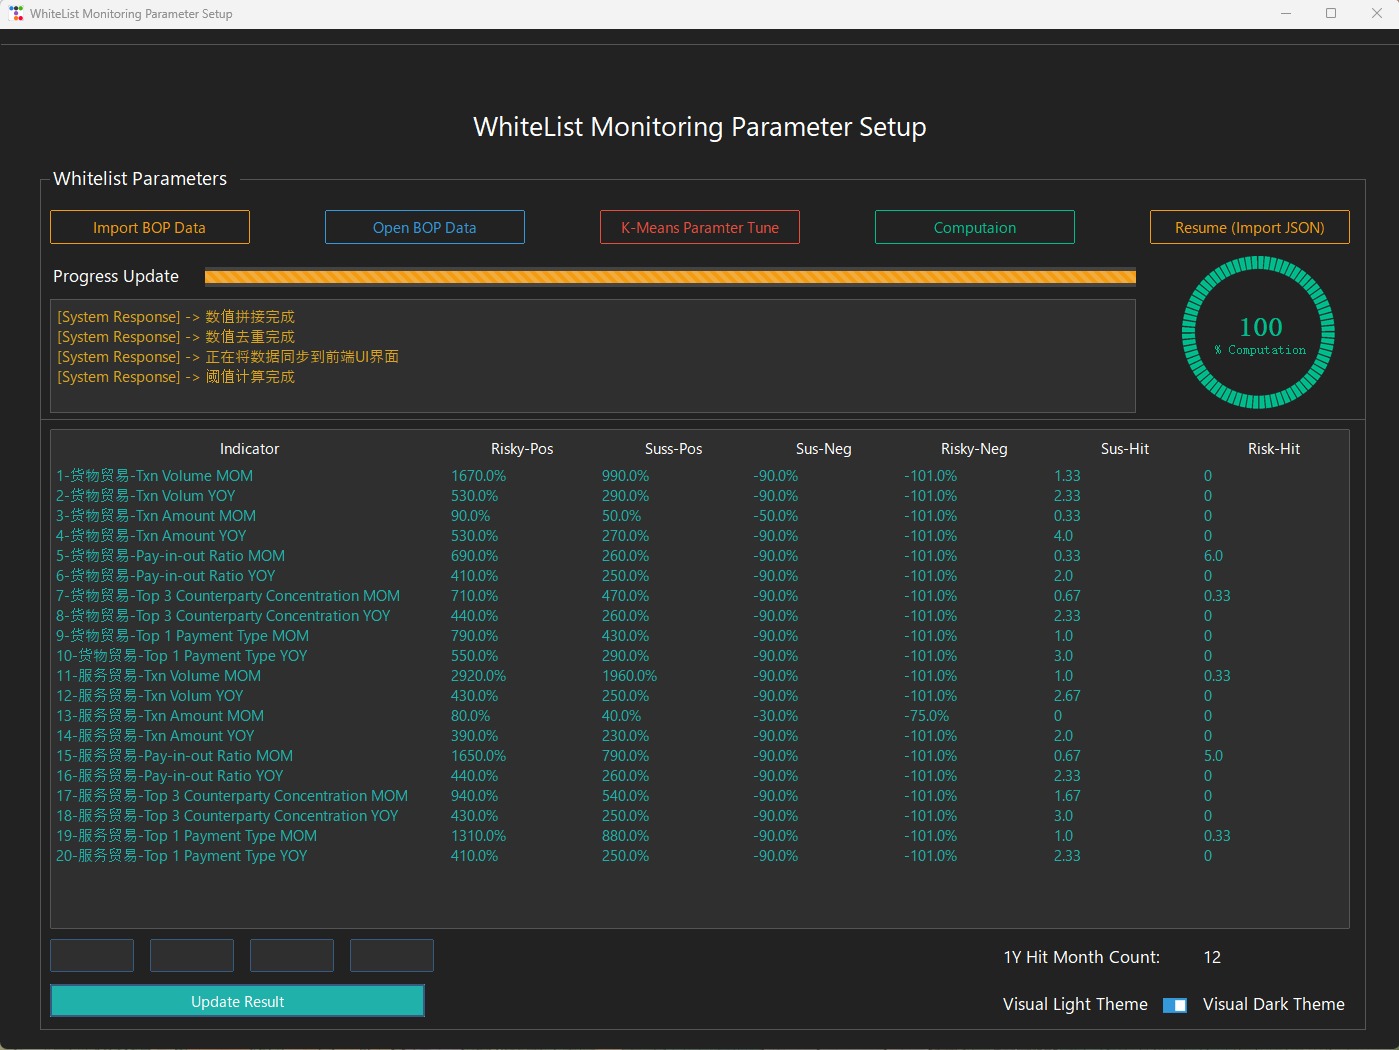 WhiteList Monitoring Parameter Setup
WhiteList Monitoring Parameter Setup
Whitelist Parameters
Import BOP Data
Open BOP Data
K-Means Paramter Tune
Computaion
Resume (Import JSON)
Progress Update
[System Response] -> 数值拼接完成
[System Response] -> 数值去重完成
[System Response] -> 正在将数据同步到前端UI界面
[System Response] -> 阈值计算完成
100
% Computation
Indicator Risky-Pos Suss-Pos Sus-Neg Risky-Neg Sus-Hit Risk-Hit
1-货物贸易-Txn Volume MOM 1670.0% 990.0% -90.0% -101.0% 1.33 0
2-货物贸易-Txn Volum YOY 530.0% 290.0% -90.0% -101.0% 2.33 0
3-货物贸易-Txn Amount MOM 90.0% 50.0% -50.0% -101.0% 0.33 0
4-货物贸易-Txn Amount YOY 530.0% 270.0% -90.0% -101.0% 4.0 0
5-货物贸易-Pay-in-out Ratio MOM 690.0% 260.0% -90.0% -101.0% 0.33 6.0
6-货物贸易-Pay-in-out Ratio YOY 410.0% 250.0% -90.0% -101.0% 2.0 0
7-货物贸易-Top 3 Counterparty Concentration MOM 710.0% 470.0% -90.0% -101.0% 0.67 0.33
8-货物贸易-Top 3 Counterparty Concentration YOY 440.0% 260.0% -90.0% -101.0% 2.33 0
9-货物贸易-Top 1 Payment Type MOM 790.0% 430.0% -90.0% -101.0% 1.0 0
10-货物贸易-Top 1 Payment Type YOY 550.0% 290.0% -90.0% -101.0% 3.0 0
11-服务贸易-Txn Volume MOM 2920.0% 1960.0% -90.0% -101.0% 1.0 0.33
12-服务贸易-Txn Volum YOY 430.0% 250.0% -90.0% -101.0% 2.67 0
13-服务贸易-Txn Amount MOM 80.0% 40.0% -30.0% -75.0% 0 0
14-服务贸易-Txn Amount YOY 390.0% 230.0% -90.0% -101.0% 2.0 0
15-服务贸易-Pay-in-out Ratio MOM 1650.0% 790.0% -90.0% -101.0% 0.67 5.0
16-服务贸易-Pay-in-out Ratio YOY 440.0% 260.0% -90.0% -101.0% 2.33 0
17-服务贸易-Top 3 Counterparty Concentration MOM 940.0% 540.0% -90.0% -101.0% 1.67 0
18-服务贸易-Top 3 Counterparty Concentration YOY 430.0% 250.0% -90.0% -101.0% 3.0 0
19-服务贸易-Top 1 Payment Type MOM 1310.0% 880.0% -90.0% -101.0% 1.0 0.33
20-服务贸易-Top 1 Payment Type YOY 410.0% 250.0% -90.0% -101.0% 2.33 0
1Y Hit Month Count: 12
Update Result
Visual Light Theme Visual Dark Theme